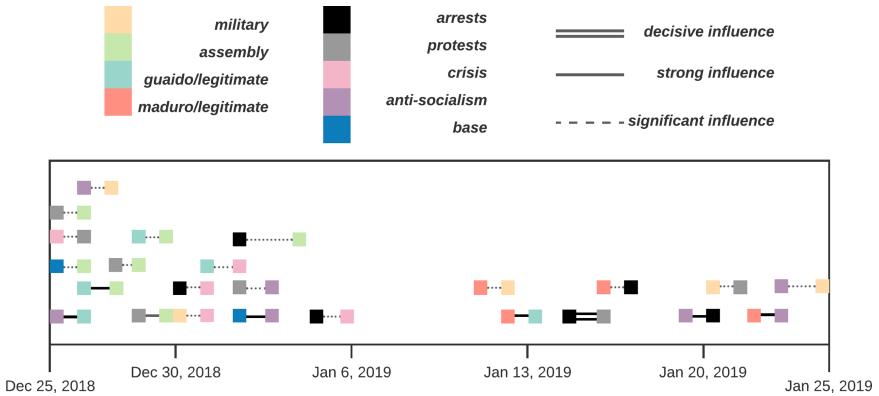 military
assembly
guaido/legitimate
maduro/legitimate
arrests
protests
crisis
anti-socialism
base
decisive influence
strong influence
significant influence
Dec 25, 2018
Dec 30, 2018
Jan 6, 2019
Jan 13, 2019
Jan 20, 2019
Jan 25, 2019